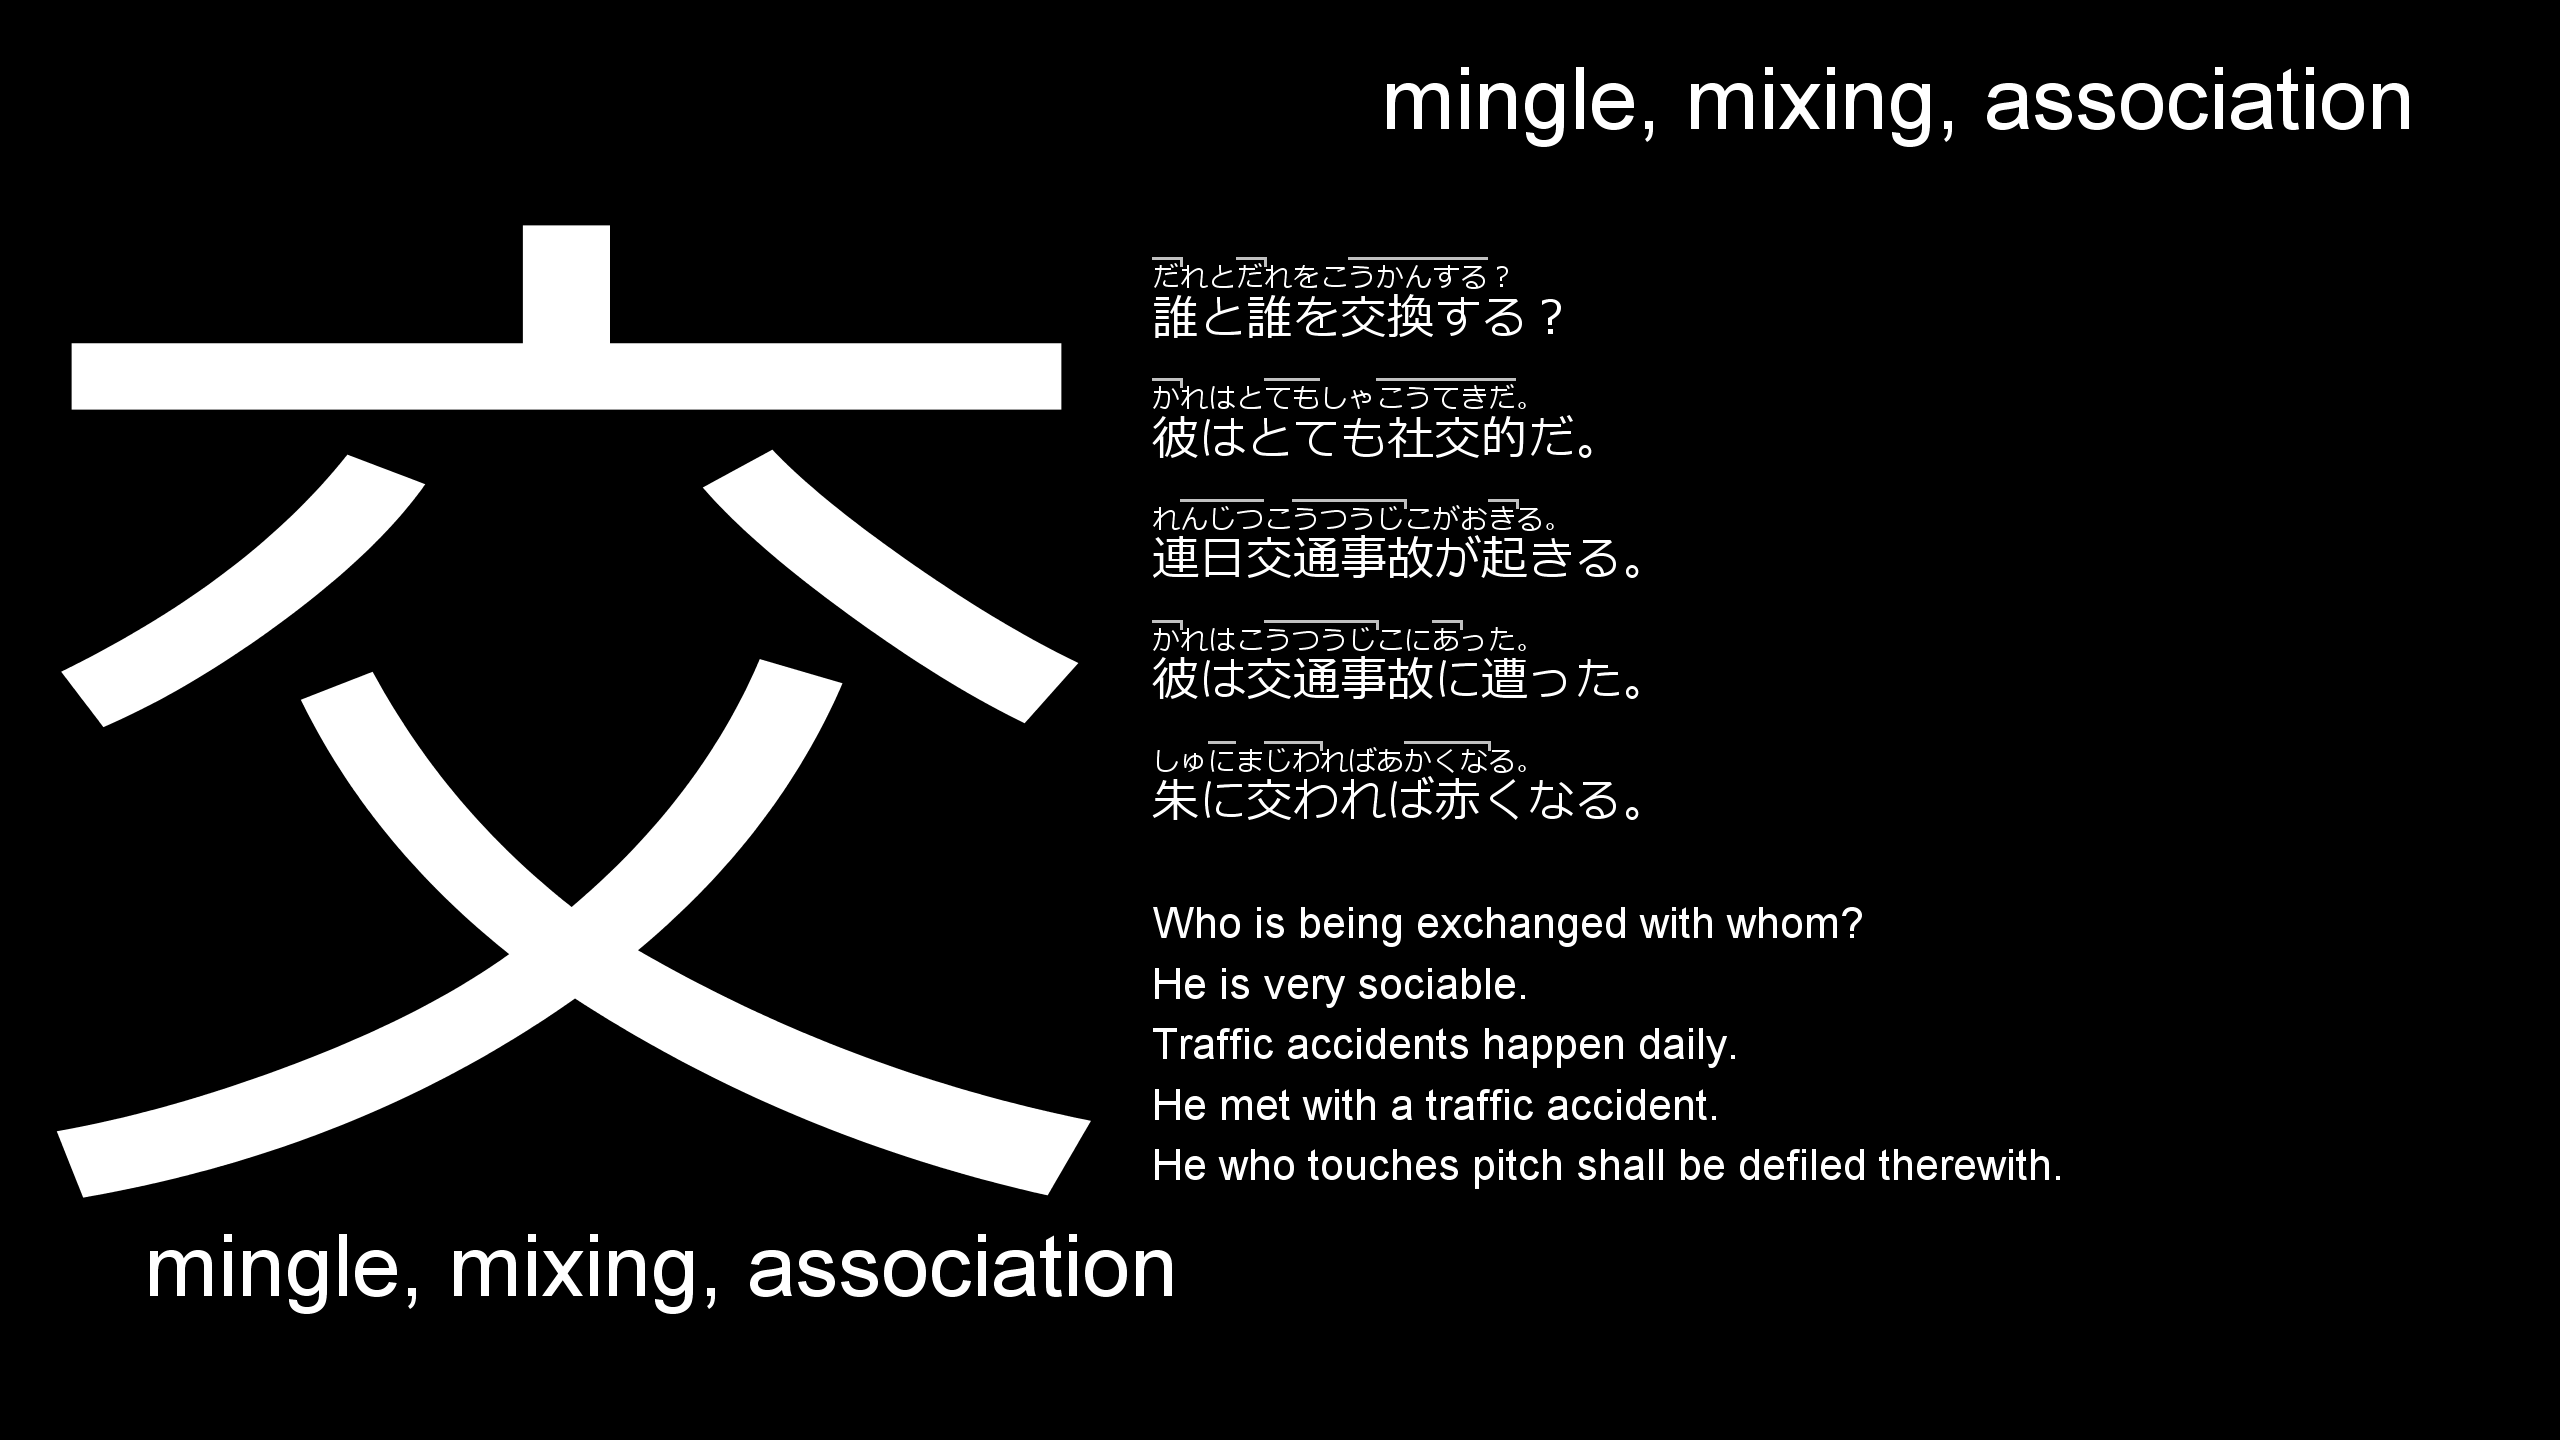 mingle, mixing, association
交
だれとだれをこうかんする？
誰と誰を交換する？
かれはとてもしゃこうてきだ。
彼はとても社交的だ。
れんじつこうつうじこがおきる。
連日交通事故が起きる。
かれはこうつうじこにあった。
彼は交通事故に遭った。
しゅにまじわればあかくなる。
朱に交われば赤くなる。
Who is being exchanged with whom?
He is very sociable.
Traffic accidents happen daily.
He met with a traffic accident.
He who touches pitch shall be defiled therewith.
mingle, mixing, association